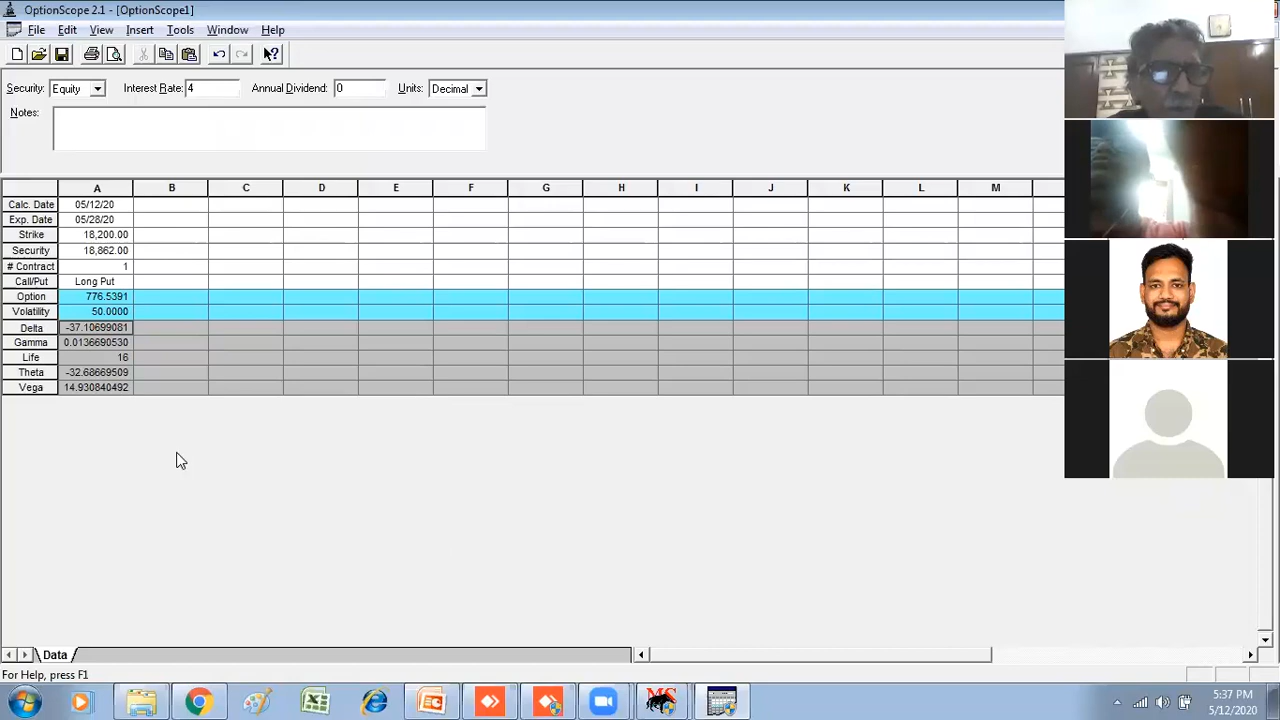 OptionScope 2.1 - [OptionScope1]
File Edit View Insert Tools Window Help
Security: Equity Interest Rate: 4 Annual Dividend: 0 Units: Decimal
Notes:
A B C D E F G H I J K L M
Calc. Date 05/12/20
Exp. Date 05/28/20
Strike 18,200.00
Security 18,862.00
# Contract 1
Call/Put Long Put
Option 776.5391
Volatility 50.0000
Delta -37.10699081
Gamma 0.0136690530
Life 16
Theta -32.68669509
Vega 14.930840492
Data
For Help, press F1
MS
5:37 PM
5/12/2020